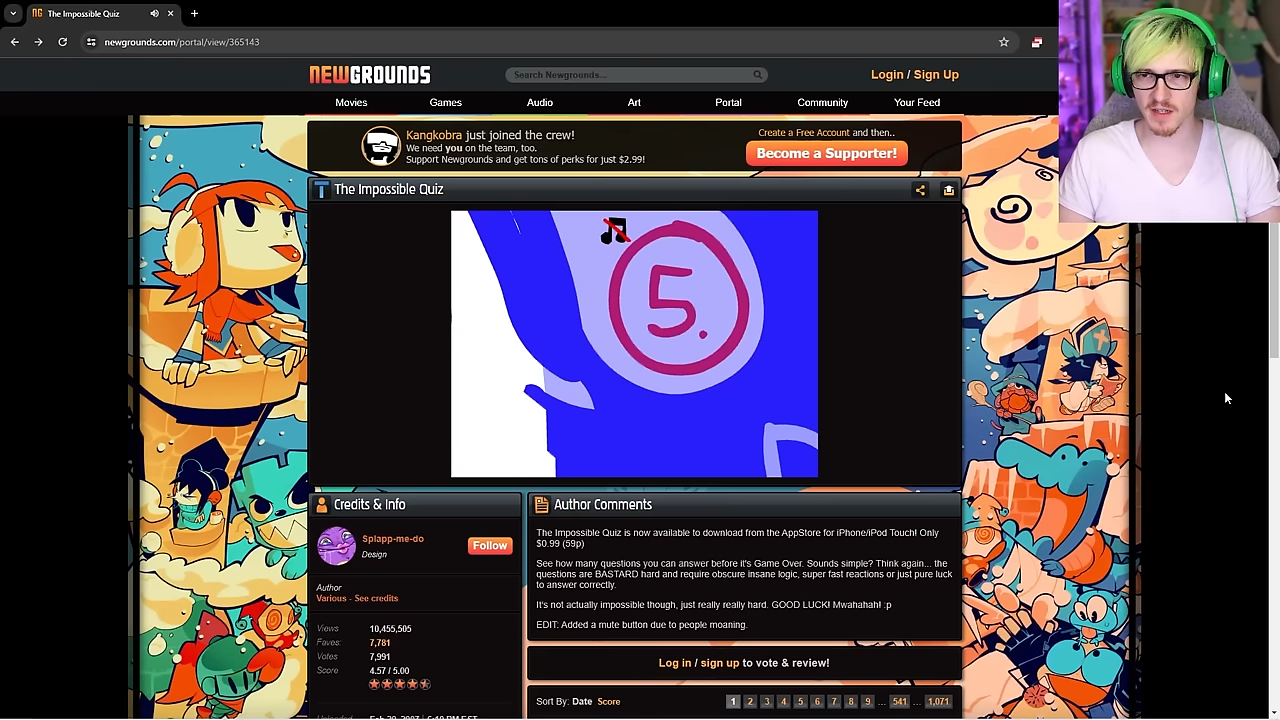 The Impossible Quiz
newgrounds.com/portal/view/365143
NEWGROUNDS
Search Newgrounds...
Login / Sign Up
Movies Games Audio Art Portal Community Your Feed
Kangkobra just joined the crew!
We need you on the team, too.
Support Newgrounds and get tons of perks for just $2.99!
Create a Free Account and then..
Become a Supporter!
T The Impossible Quiz
5.
Credits & Info
Splapp-me-do
Design
Follow
Author
Various - See credits
Views 10,455,505
Faves: 7,781
Votes 7,991
Score 4.57 / 5.00
Author Comments
The Impossible Quiz is now available to download from the AppStore for iPhone/iPod Touch! Only
$0.99 (59p)
See how many questions you can answer before it's Game Over. Sounds simple? Think again... the
questions are BASTARD hard and require obscure insane logic, super fast reactions or just pure luck
to answer correctly.
It's not actually impossible though, just really really hard. GOOD LUCK! Mwahahah! :p
EDIT: Added a mute button due to people moaning.
Log in / sign up to vote & review!
Sort By: Date Score
1 2 3 4 5 6 7 8 9 ... 541 ... 1,071